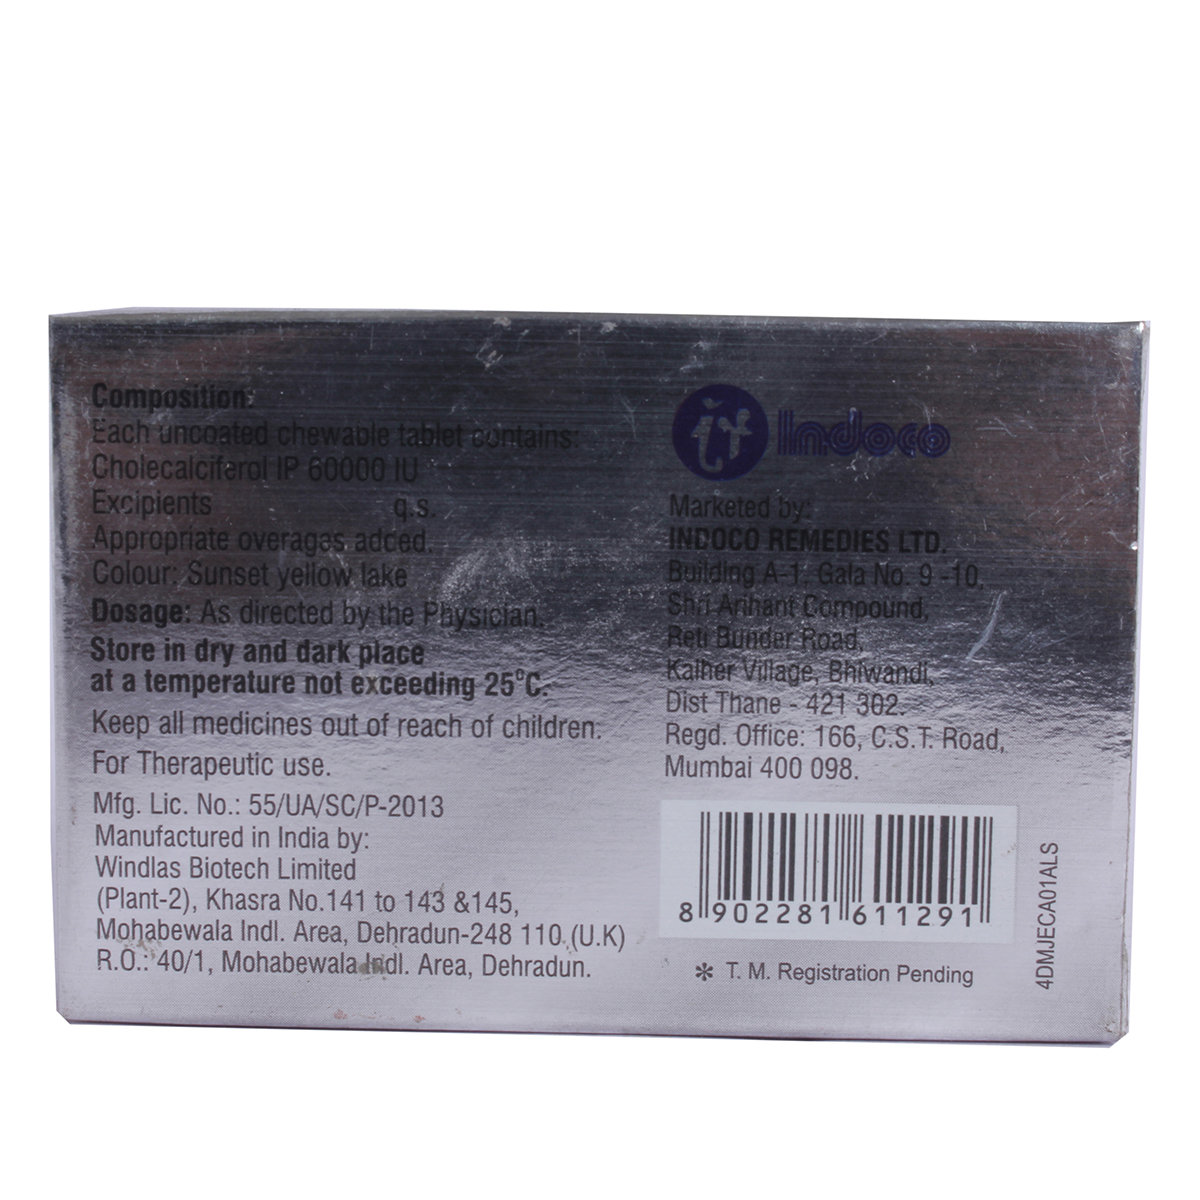 Composition:
Each uncoated chewable tablet contains:
Cholecalciferol IP 60000 IU
Excipients q.s.
Appropriate overages added.
Colour: Sunset yellow lake
Dosage: As directed by the Physician.
Store in dry and dark place
at a temperature not exceeding 25°C.
Keep all medicines out of reach of children.
For Therapeutic use.
Mfg. Lic. No.: 55/UA/SC/P-2013
Manufactured in India by:
Windlas Biotech Limited
(Plant-2), Khasra No.141 to 143 &145,
Mohabewala Indl. Area, Dehradun-248 110.(U.K)
R.O.: 40/1, Mohabewala Indl. Area, Dehradun.
Indoco
Marketed by:
INDOCO REMEDIES LTD.
Building A-1, Gala No. 9 -10,
Shri Arihant Compound,
Reti Bunder Road,
Kalher Village, Bhiwandi,
Dist Thane - 421 302.
Regd. Office: 166, C.S.T. Road,
Mumbai 400 098.
8 902281 611291
* T. M. Registration Pending
4DMJECA01ALS